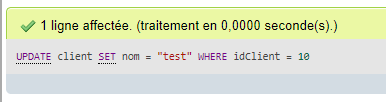 1 ligne affectée. (traitement en 0,0000 seconde(s).)
UPDATE client SET nom = "test" WHERE idClient = 10